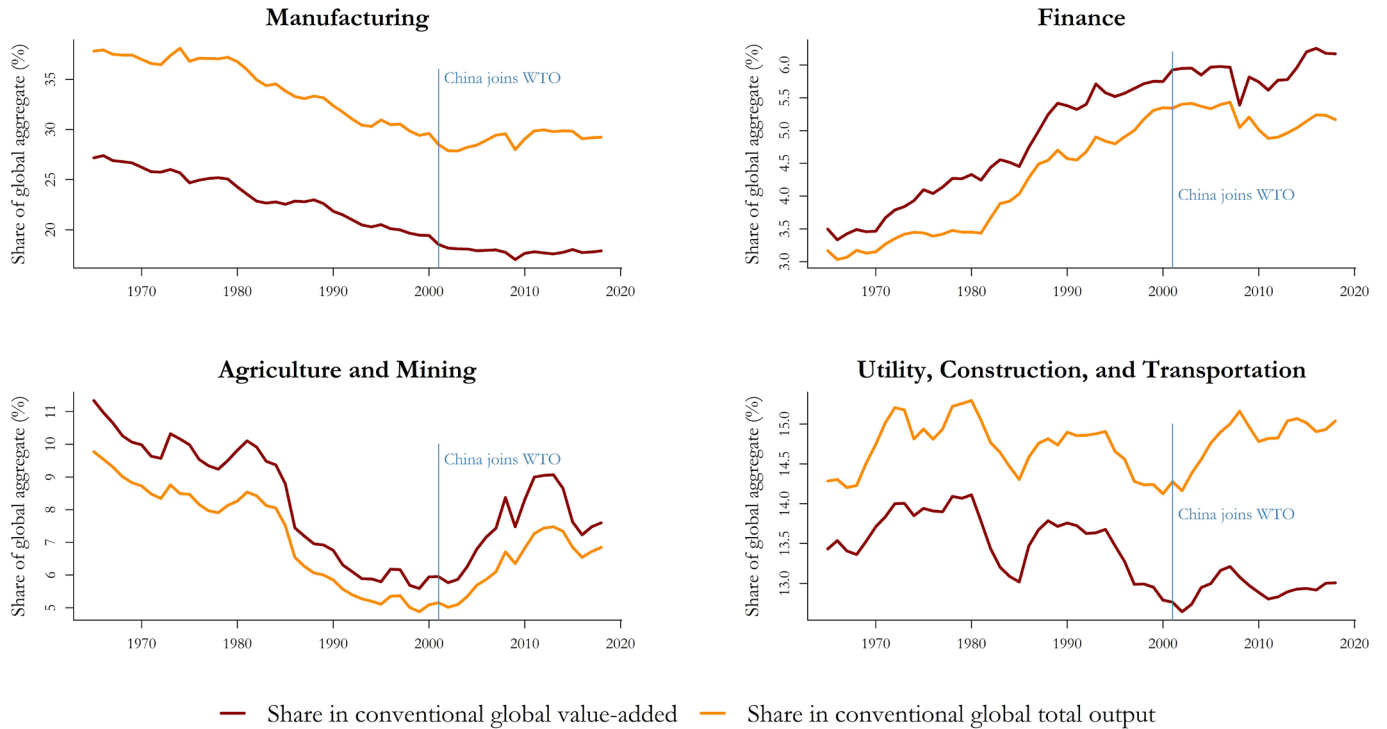 Manufacturing
Share of global aggregate (%)
35
30
25
20
China joins WTO
1970 1980 1990 2000 2010 2020
Finance
Share of global aggregate (%)
6.0
5.5
5.0
4.5
4.0
3.5
3.0
China joins WTO
1970 1980 1990 2000 2010 2020
Agriculture and Mining
Share of global aggregate (%)
11
10
9
8
7
6
5
China joins WTO
1970 1980 1990 2000 2010 2020
Utility, Construction, and Transportation
Share of global aggregate (%)
15.0
14.5
14.0
13.5
13.0
China joins WTO
1970 1980 1990 2000 2010 2020
Share in conventional global value-added Share in conventional global total output